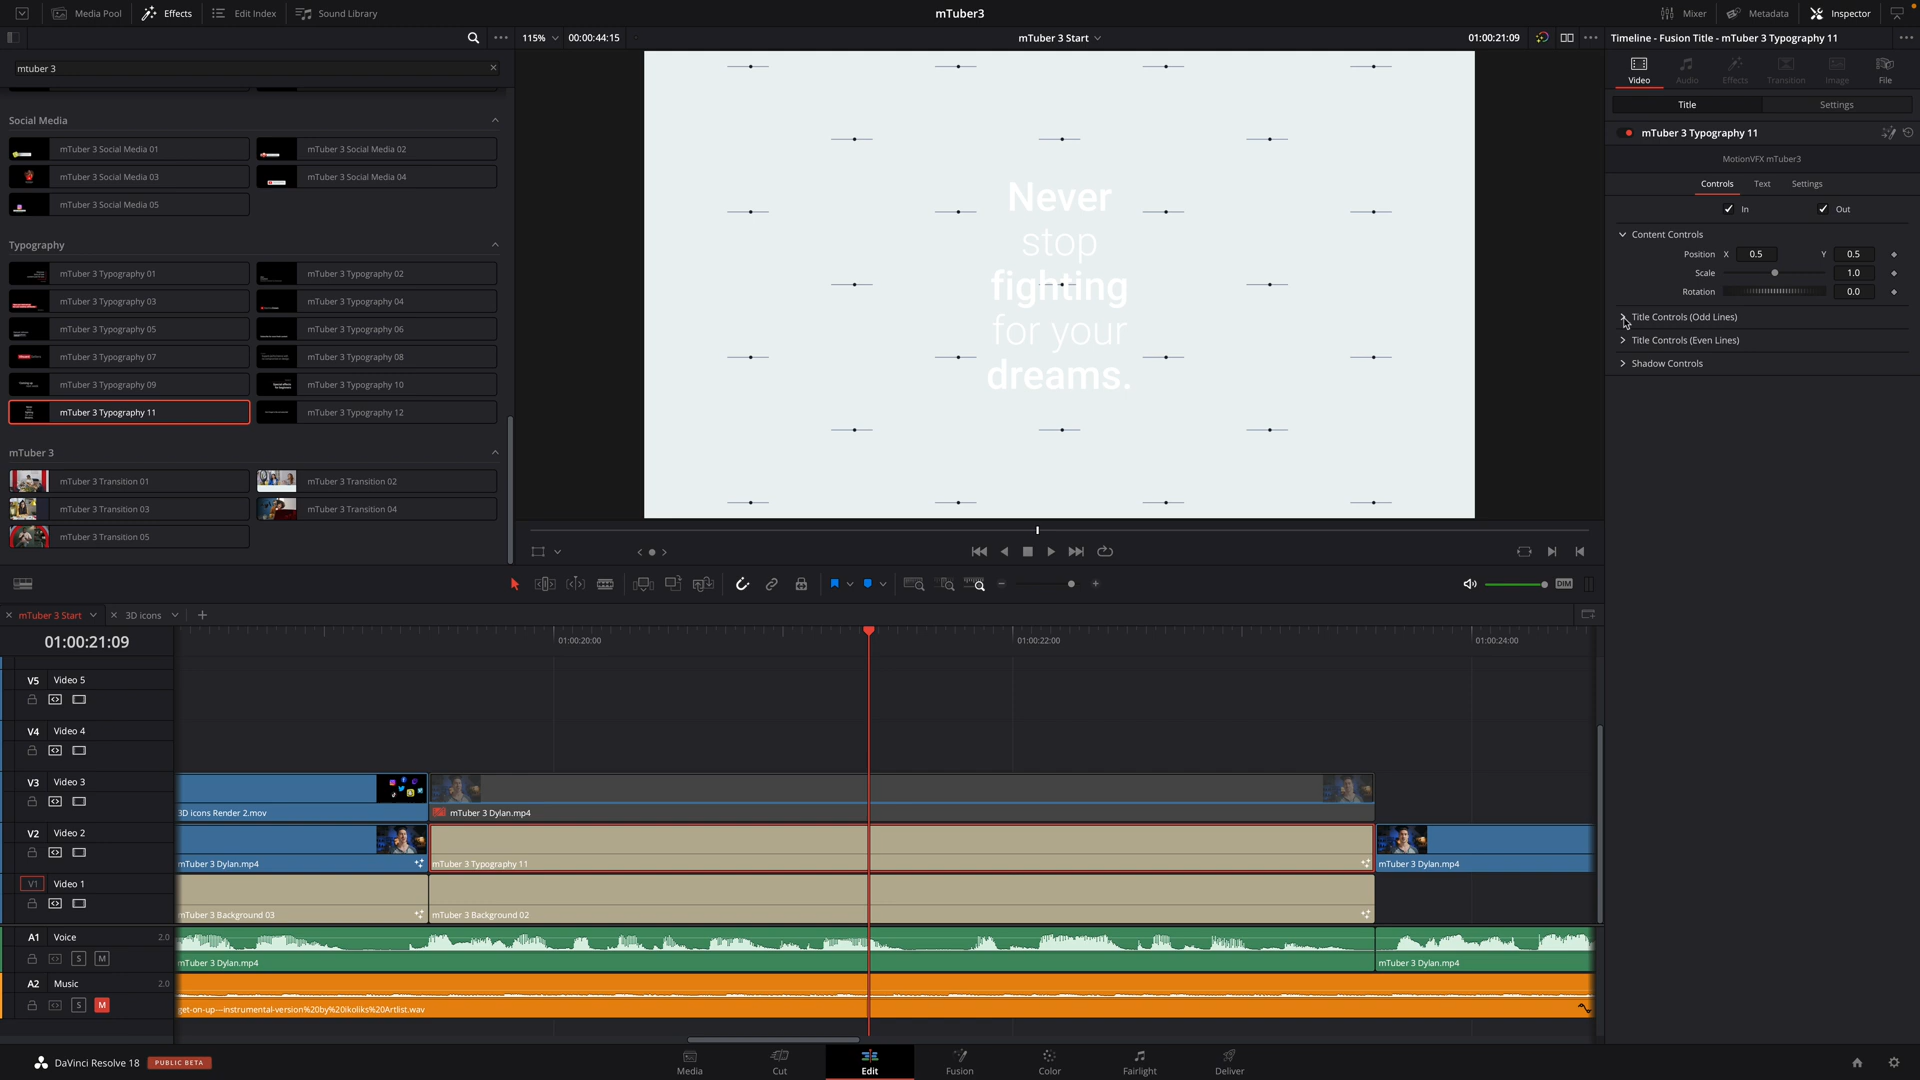 Media Pool
Effects
Edit Index
Sound Library
mTuber3
Mixer
Metadata
Inspector
115%
00:00:44:15
mTuber 3 Start
01:00:21:09
Timeline - Fusion Title - mTuber 3 Typography 11
mtuber 3
Social Media
mTuber 3 Social Media 01
mTuber 3 Social Media 02
mTuber 3 Social Media 03
mTuber 3 Social Media 04
mTuber 3 Social Media 05
Typography
mTuber 3 Typography 01
mTuber 3 Typography 02
mTuber 3 Typography 03
mTuber 3 Typography 04
mTuber 3 Typography 05
mTuber 3 Typography 06
mTuber 3 Typography 07
mTuber 3 Typography 08
mTuber 3 Typography 09
mTuber 3 Typography 10
mTuber 3 Typography 11
mTuber 3 Typography 12
mTuber 3
mTuber 3 Transition 01
mTuber 3 Transition 02
mTuber 3 Transition 03
mTuber 3 Transition 04
mTuber 3 Transition 05
Never
stop
fighting
for your
dreams.
Video
Audio
Effects
Transition
Image
File
Title
Settings
mTuber 3 Typography 11
MotionVFX mTuber3
Controls
Text
Settings
In
Out
Content Controls
Position X 0.5 Y 0.5
Scale 1.0
Rotation 0.0
Title Controls (Odd Lines)
Title Controls (Even Lines)
Shadow Controls
DIM
mTuber 3 Start
3D icons
01:00:21:09
01:00:20:00
01:00:22:00
01:00:24:00
V5 Video 5
V4 Video 4
V3 Video 3
3D icons Render 2.mov
mTuber 3 Dylan.mp4
V2 Video 2
mTuber 3 Dylan.mp4
mTuber 3 Typography 11
mTuber 3 Dylan.mp4
V1 Video 1
mTuber 3 Background 03
mTuber 3 Background 02
A1 Voice 2.0
S M
mTuber 3 Dylan.mp4
mTuber 3 Dylan.mp4
A2 Music 2.0
S M
get-on-up---instrumental-version%20by%20ikoliks%20Artlist.wav
DaVinci Resolve 18
PUBLIC BETA
Media
Cut
Edit
Fusion
Color
Fairlight
Deliver